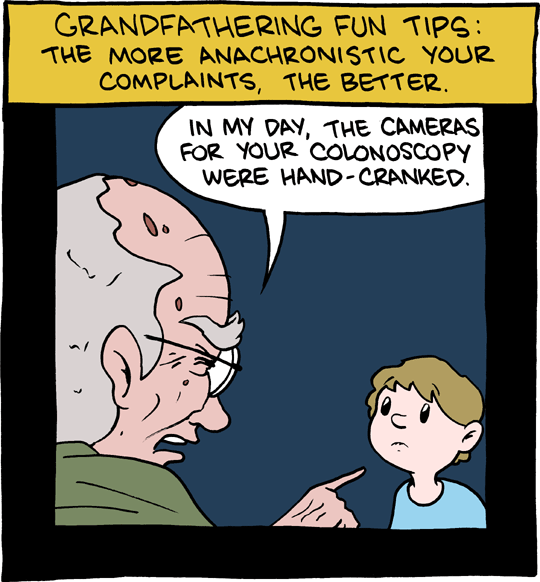 GRANDFATHERING FUN TIPS:
THE MORE ANACHRONISTIC YOUR
COMPLAINTS, THE BETTER.
IN MY DAY, THE CAMERAS
FOR YOUR COLONOSCOPY
WERE HAND-CRANKED.